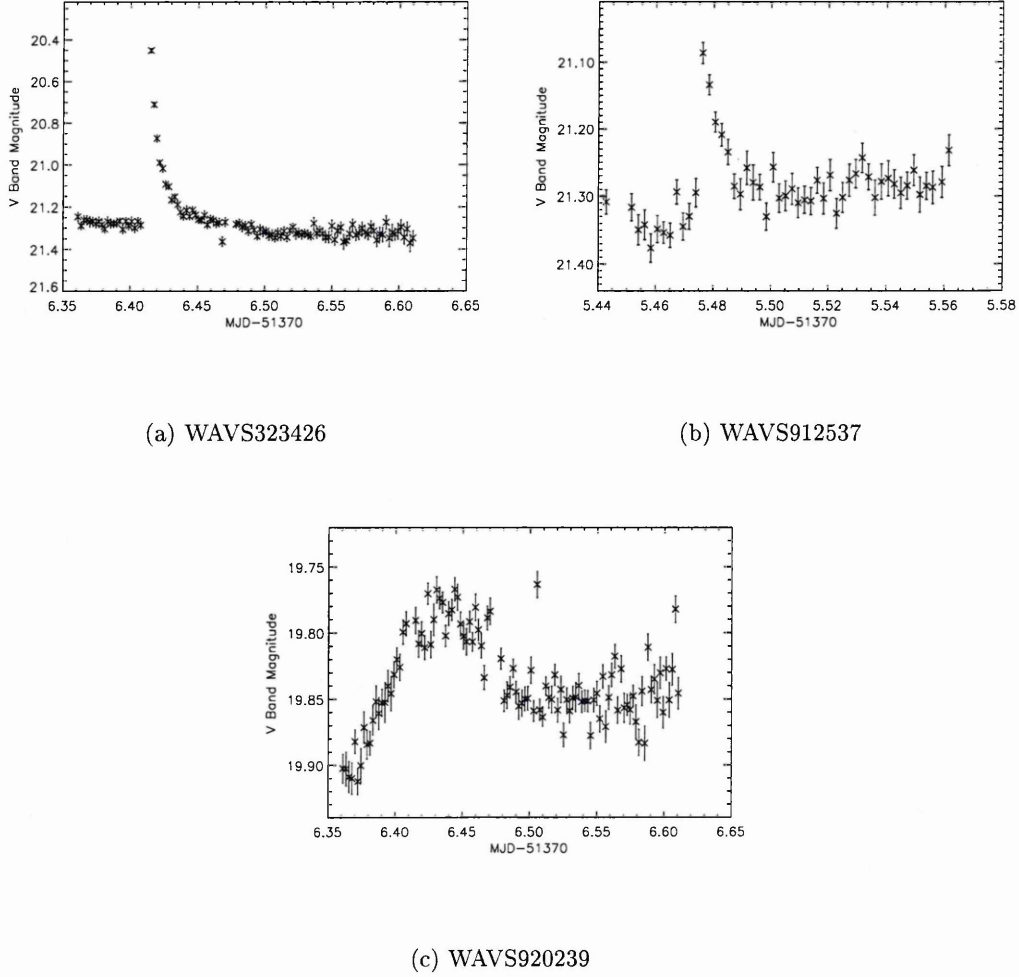 V Band Magnitude
20.4
20.6
20.8
21.0
21.2
21.4
21.6
6.35 6.40 6.45 6.50 6.55 6.60 6.65
MJD-51370
(a) WAVS323426
V Band Magnitude
21.10
21.20
21.30
21.40
5.44 5.46 5.48 5.50 5.52 5.54 5.56 5.58
MJD-51370
(b) WAVS912537
V Band Magnitude
19.75
19.80
19.85
19.90
6.35 6.40 6.45 6.50 6.55 6.60 6.65
MJD-51370
(c) WAVS920239